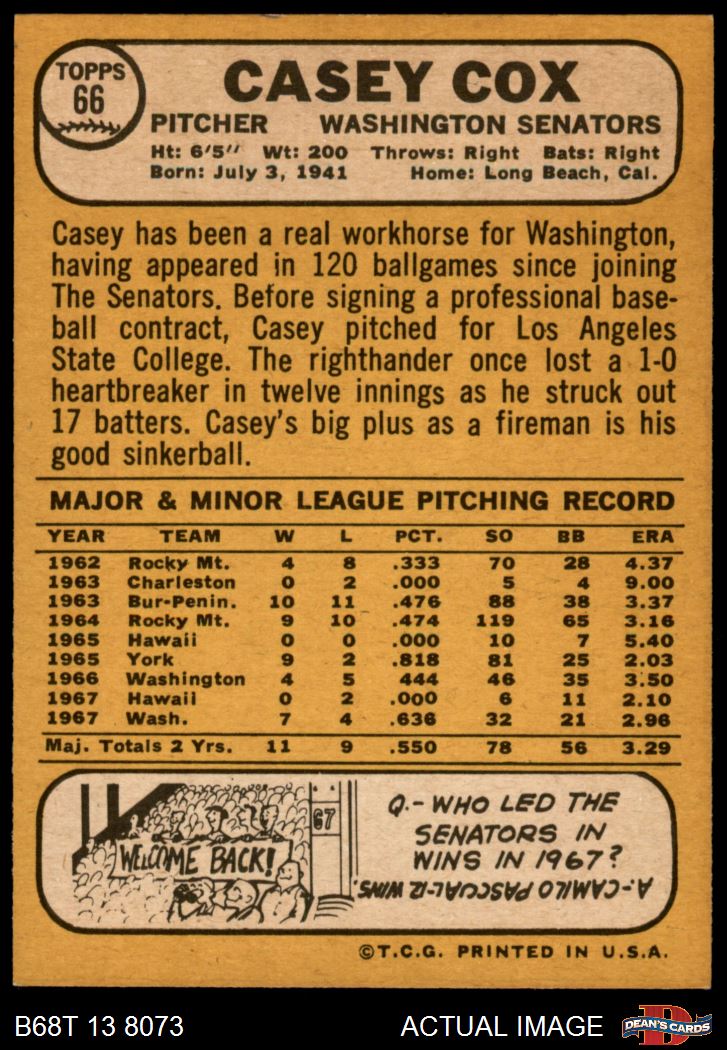 TOPPS
66
CASEY COX
PITCHER WASHINGTON SENATORS
Ht: 6'5" Wt: 200 Throws: Right Bats: Right
Born: July 3, 1941 Home: Long Beach, Cal.
Casey has been a real workhorse for Washington,
having appeared in 120 ballgames since joining
The Senators. Before signing a professional base-
ball contract, Casey pitched for Los Angeles
State College. The righthander once lost a 1-0
heartbreaker in twelve innings as he struck out
17 batters. Casey's big plus as a fireman is his
good sinkerball.
MAJOR & MINOR LEAGUE PITCHING RECORD
YEAR TEAM W L PCT. SO BB ERA
1962 Rocky Mt. 4 8 .333 70 28 4.37
1963 Charleston 0 2 .000 5 4 9.00
1963 Bur-Penin. 10 11 .476 88 38 3.37
1964 Rocky Mt. 9 10 .474 119 65 3.16
1965 Hawaii 0 0 .000 10 7 5.40
1965 York 9 2 .818 81 25 2.03
1966 Washington 4 5 444 46 35 3.50
1967 Hawaii 0 2 .000 6 11 2.10
1967 Wash. 7 4 .636 32 21 2.96
Maj. Totals 2 Yrs. 11 9 .550 78 56 3.29
67
WELCOME BACK!
Q.- WHO LED THE
SENATORS IN
WINS IN 1967?
A.-CAMILO PASCUAL-12 WINS.
©T.C.G. PRINTED IN U.S.A.
B68T 13 8073 ACTUAL IMAGE
D
DEAN'S CARDS